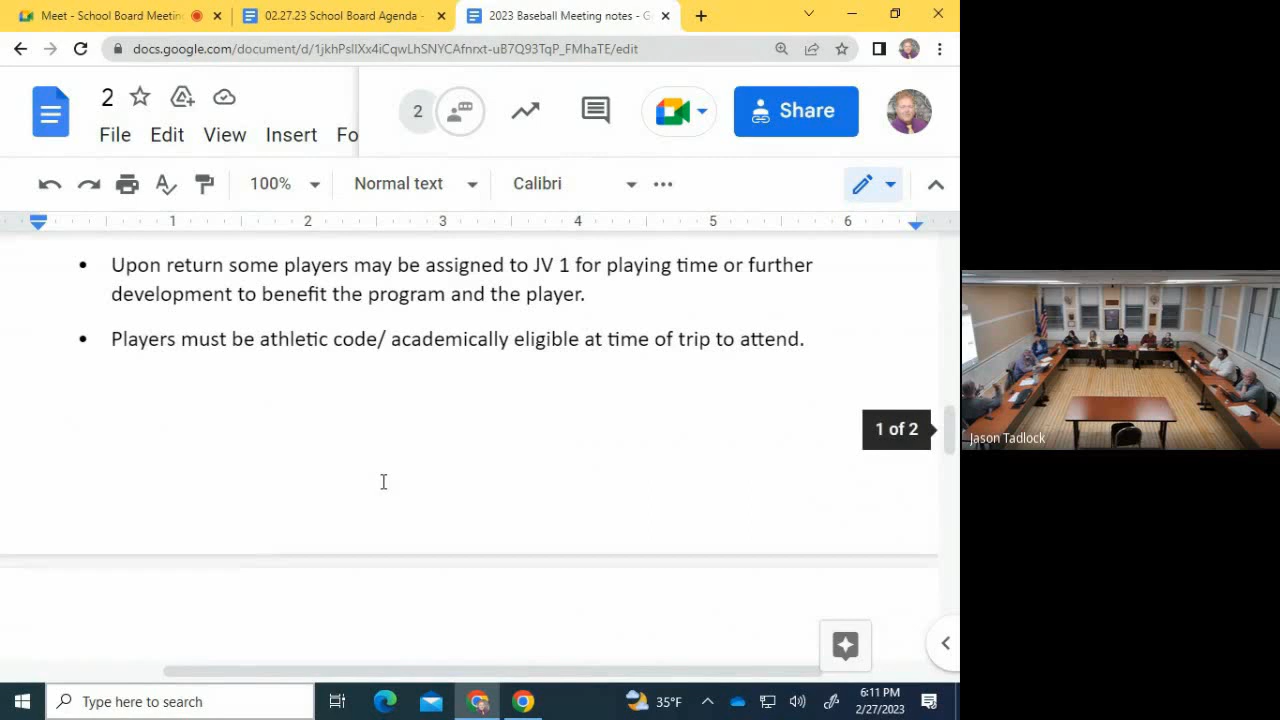 Meet - School Board Meetin
02.27.23 School Board Agenda -
2023 Baseball Meeting notes - G
docs.google.com/document/d/1jkhPsIlXx4iCqwLhSNYCAfnrxt-uB7Q93TqP_FMhaTE/edit
2
2
Share
File Edit View Insert Fo
100% Normal text Calibri
1 2 3 4 5 6
• Upon return some players may be assigned to JV 1 for playing time or further
development to benefit the program and the player.
• Players must be athletic code/ academically eligible at time of trip to attend.
1 of 2
Jason Tadlock
Type here to search
35°F
6:11 PM
2/27/2023